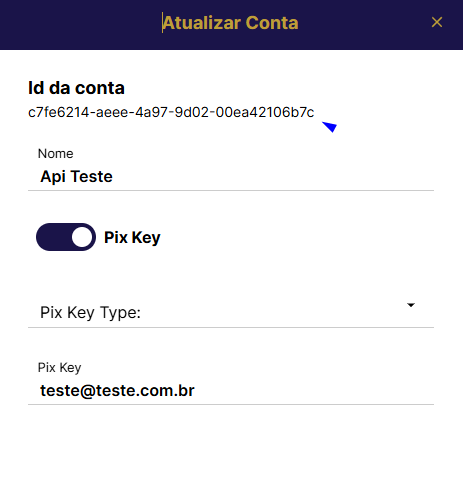 Atualizar Conta
Id da conta
c7fe6214-aeee-4a97-9d02-00ea42106b7c
Nome
Api Teste
Pix Key
Pix Key Type:
Pix Key
teste@teste.com.br